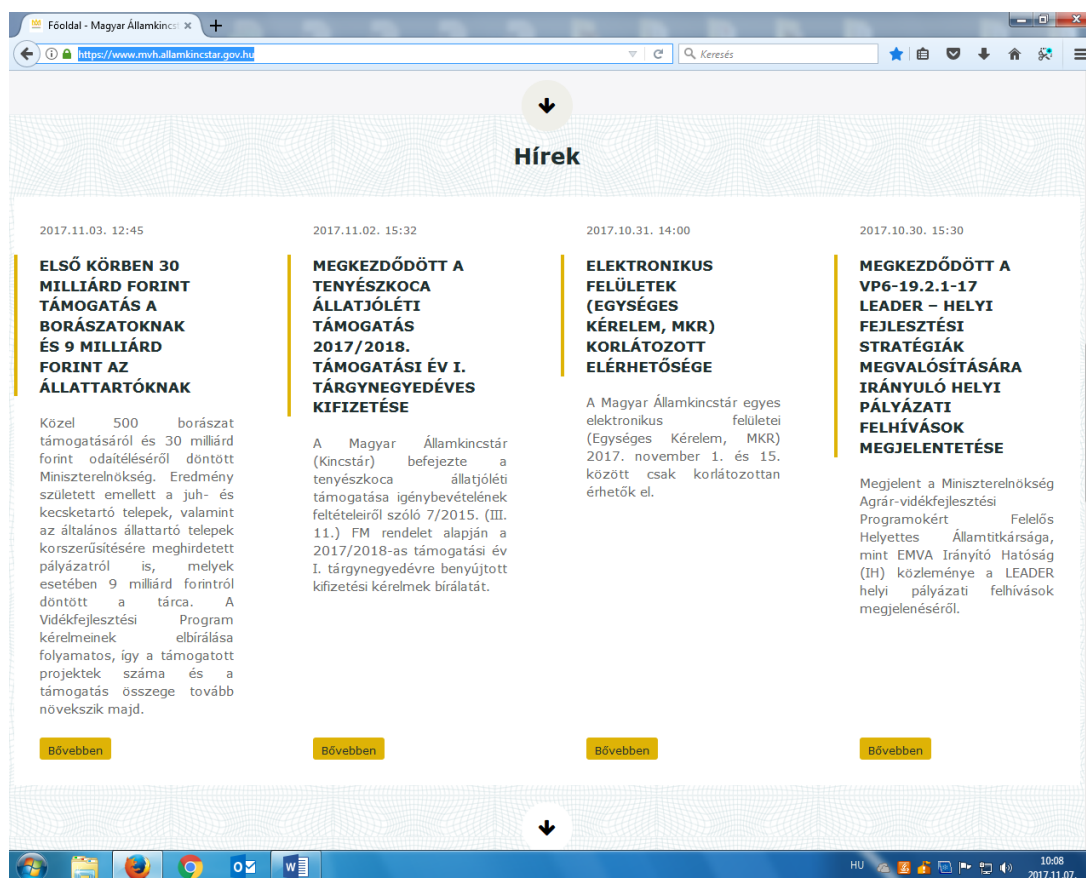 Főoldal - Magyar Államkincst
https://www.mvh.allamkincstar.gov.hu
Keresés
Hírek
2017.11.03. 12:45
ELSŐ KÖRBEN 30
MILLIÁRD FORINT
TÁMOGATÁS A
BORÁSZATOKNAK
ÉS 9 MILLIÁRD
FORINT AZ
ÁLLATTARTÓKNAK
Közel 500 borászat
támogatásáról és 30 milliárd
forint odaítéléséről döntött
Miniszterelnökség. Eredmény
született emellett a juh- és
kecsketartó telepek, valamint
az általános állattartó telepek
korszerűsítésére meghirdetett
pályázatról is, melyek
esetében 9 milliárd forintról
döntött a tárca. A
Vidékfejlesztési Program
kérelmeinek elbírálása
folyamatos, így a támogatott
projektek száma és a
támogatás összege tovább
növekszik majd.
Bővebben
2017.11.02. 15:32
MEGKEZDŐDÖTT A
TENYÉSZKOCA
ÁLLATJÓLÉTI
TÁMOGATÁS
2017/2018.
TÁMOGATÁSI ÉV I.
TÁRGYNEGYEDÉVES
KIFIZETÉSE
A Magyar Államkincstár
(Kincstár) befejezte a
tenyészkoca állatjóléti
támogatása igénybevételének
feltételeiről szóló 7/2015. (III.
11.) FM rendelet alapján a
2017/2018-as támogatási év
I. tárgynegyedévre benyújtott
kifizetési kérelmek bírálatát.
Bővebben
2017.10.31. 14:00
ELEKTRONIKUS
FELÜLETEK
(EGYSÉGES
KÉRELEM, MKR)
KORLÁTOZOTT
ELÉRHETŐSÉGE
A Magyar Államkincstár egyes
elektronikus felületei
(Egységes Kérelem, MKR)
2017. november 1. és 15.
között csak korlátozottan
érhetők el.
Bővebben
2017.10.30. 15:30
MEGKEZDŐDÖTT A
VP6-19.2.1-17
LEADER – HELYI
FEJLESZTÉSI
STRATÉGIÁK
MEGVALÓSÍTÁSÁRA
IRÁNYULÓ HELYI
PÁLYÁZATI
FELHÍVÁSOK
MEGJELENTETÉSE
Megjelent a Miniszterelnökség
Agrár-vidékfejlesztési
Programokért Felelős
Helyettes Államtitkársága,
mint EMVA Irányító Hatóság
(IH) közleménye a LEADER
helyi pályázati felhívások
megjelenéséről.
Bővebben
HU
10:08
2017.11.07.